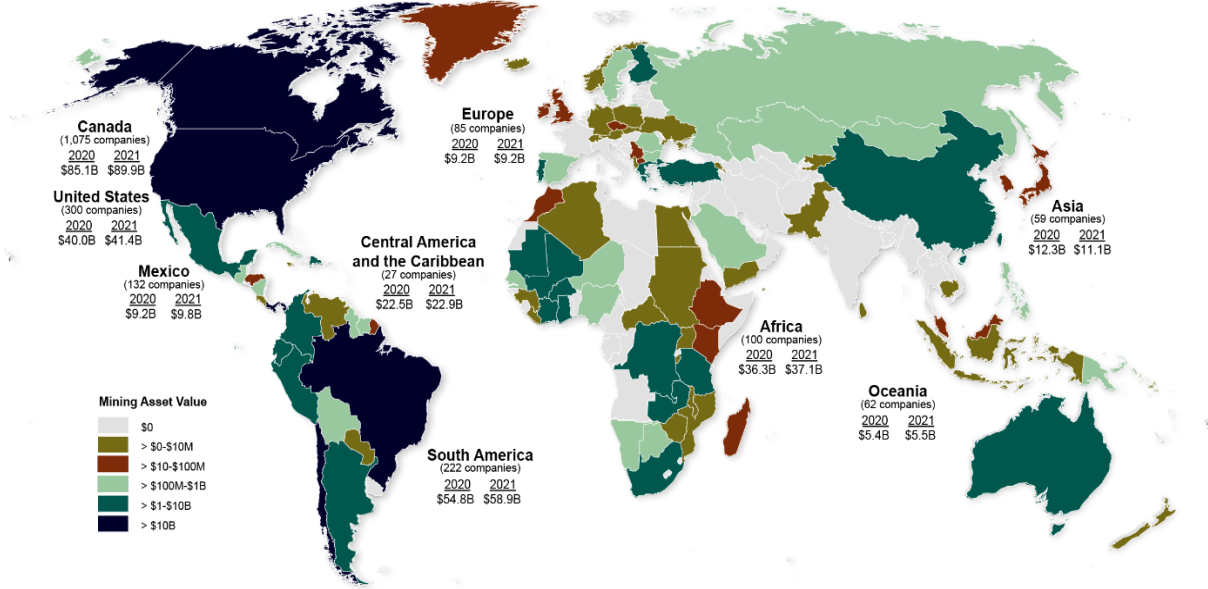 Canada
(1,075 companies)
2020 2021
$85.1B $89.9B
United States
(300 companies)
2020 2021
$40.0B $41.4B
Mexico
(132 companies)
2020 2021
$9.2B $9.8B
Central America
and the Caribbean
(27 companies)
2020 2021
$22.5B $22.9B
Europe
(85 companies)
2020 2021
$9.2B $9.2B
Asia
(59 companies)
2020 2021
$12.3B $11.1B
Africa
(100 companies)
2020 2021
$36.3B $37.1B
Oceania
(62 companies)
2020 2021
$5.4B $5.5B
South America
(222 companies)
2020 2021
$54.8B $58.9B
Mining Asset Value
$0
> $0-$10M
> $10-$100M
> $100M-$1B
> $1-$10B
> $10B